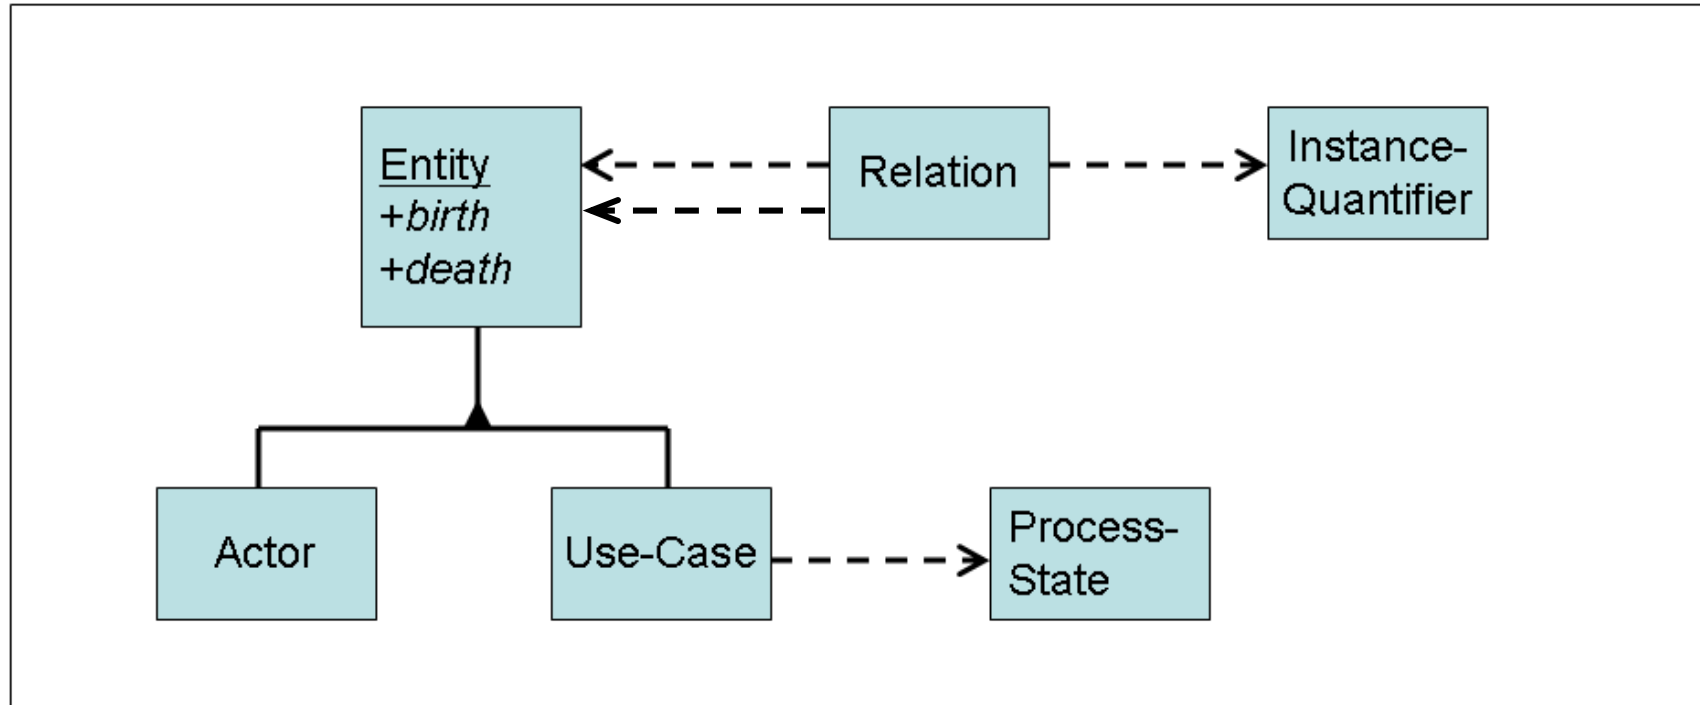 Entity
+birth
+death
Relation
Instance-
Quantifier
Actor
Use-Case
Process-
State